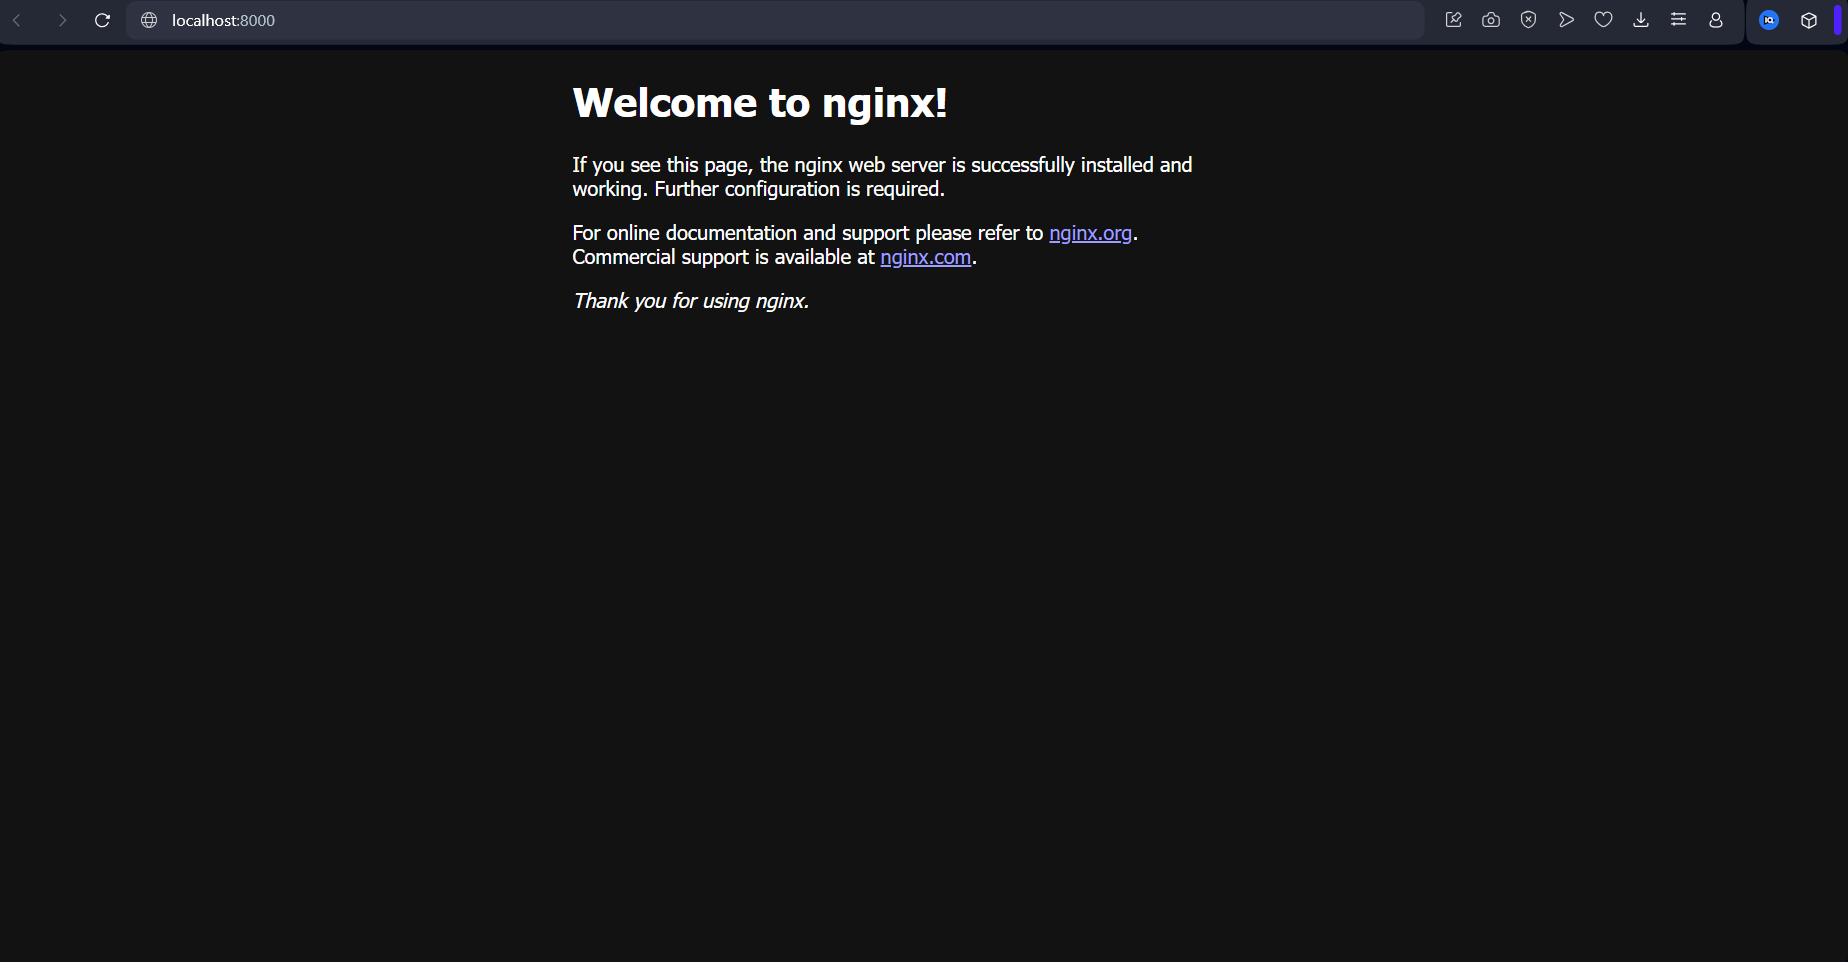 localhost:8000
IQ
Welcome to nginx!
If you see this page, the nginx web server is successfully installed and
working. Further configuration is required.
For online documentation and support please refer to nginx.org.
Commercial support is available at nginx.com.
Thank you for using nginx.